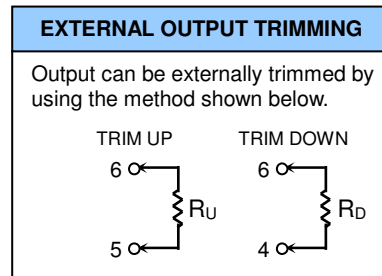 EXTERNAL OUTPUT TRIMMING
Output can be externally trimmed by
using the method shown below.
TRIM UP TRIM DOWN
6 6
RU RD
5 4